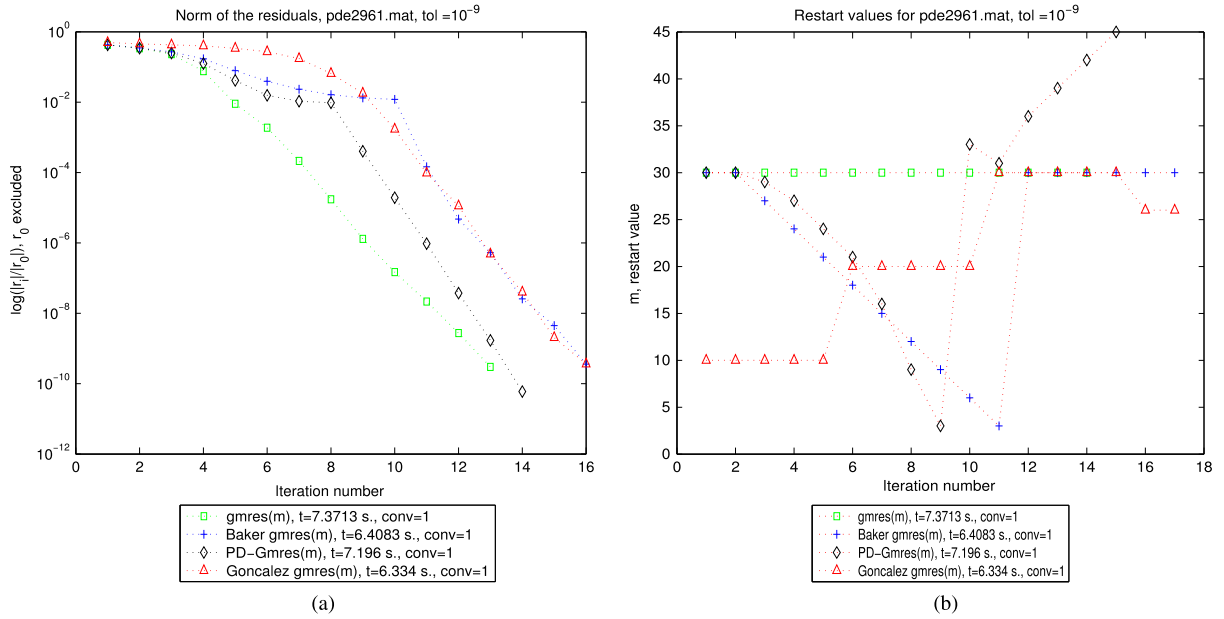 Norm of the residuals, pde2961.mat, tol =10^-9
log(|r_i|/|r_0|), r_0 excluded
10^0
10^-2
10^-4
10^-6
10^-8
10^-10
10^-12
0 2 4 6 8 10 12 14 16
Iteration number
gmres(m), t=7.3713 s., conv=1
Baker gmres(m), t=6.4083 s., conv=1
PD-Gmres(m), t=7.196 s., conv=1
Goncalez gmres(m), t=6.334 s., conv=1
(a)
Restart values for pde2961.mat, tol =10^-9
m, restart value
45
40
35
30
25
20
15
10
5
0
0 2 4 6 8 10 12 14 16 18
Iteration number
gmres(m), t=7.3713 s., conv=1
Baker gmres(m), t=6.4083 s., conv=1
PD-Gmres(m), t=7.196 s., conv=1
Goncalez gmres(m), t=6.334 s., conv=1
(b)